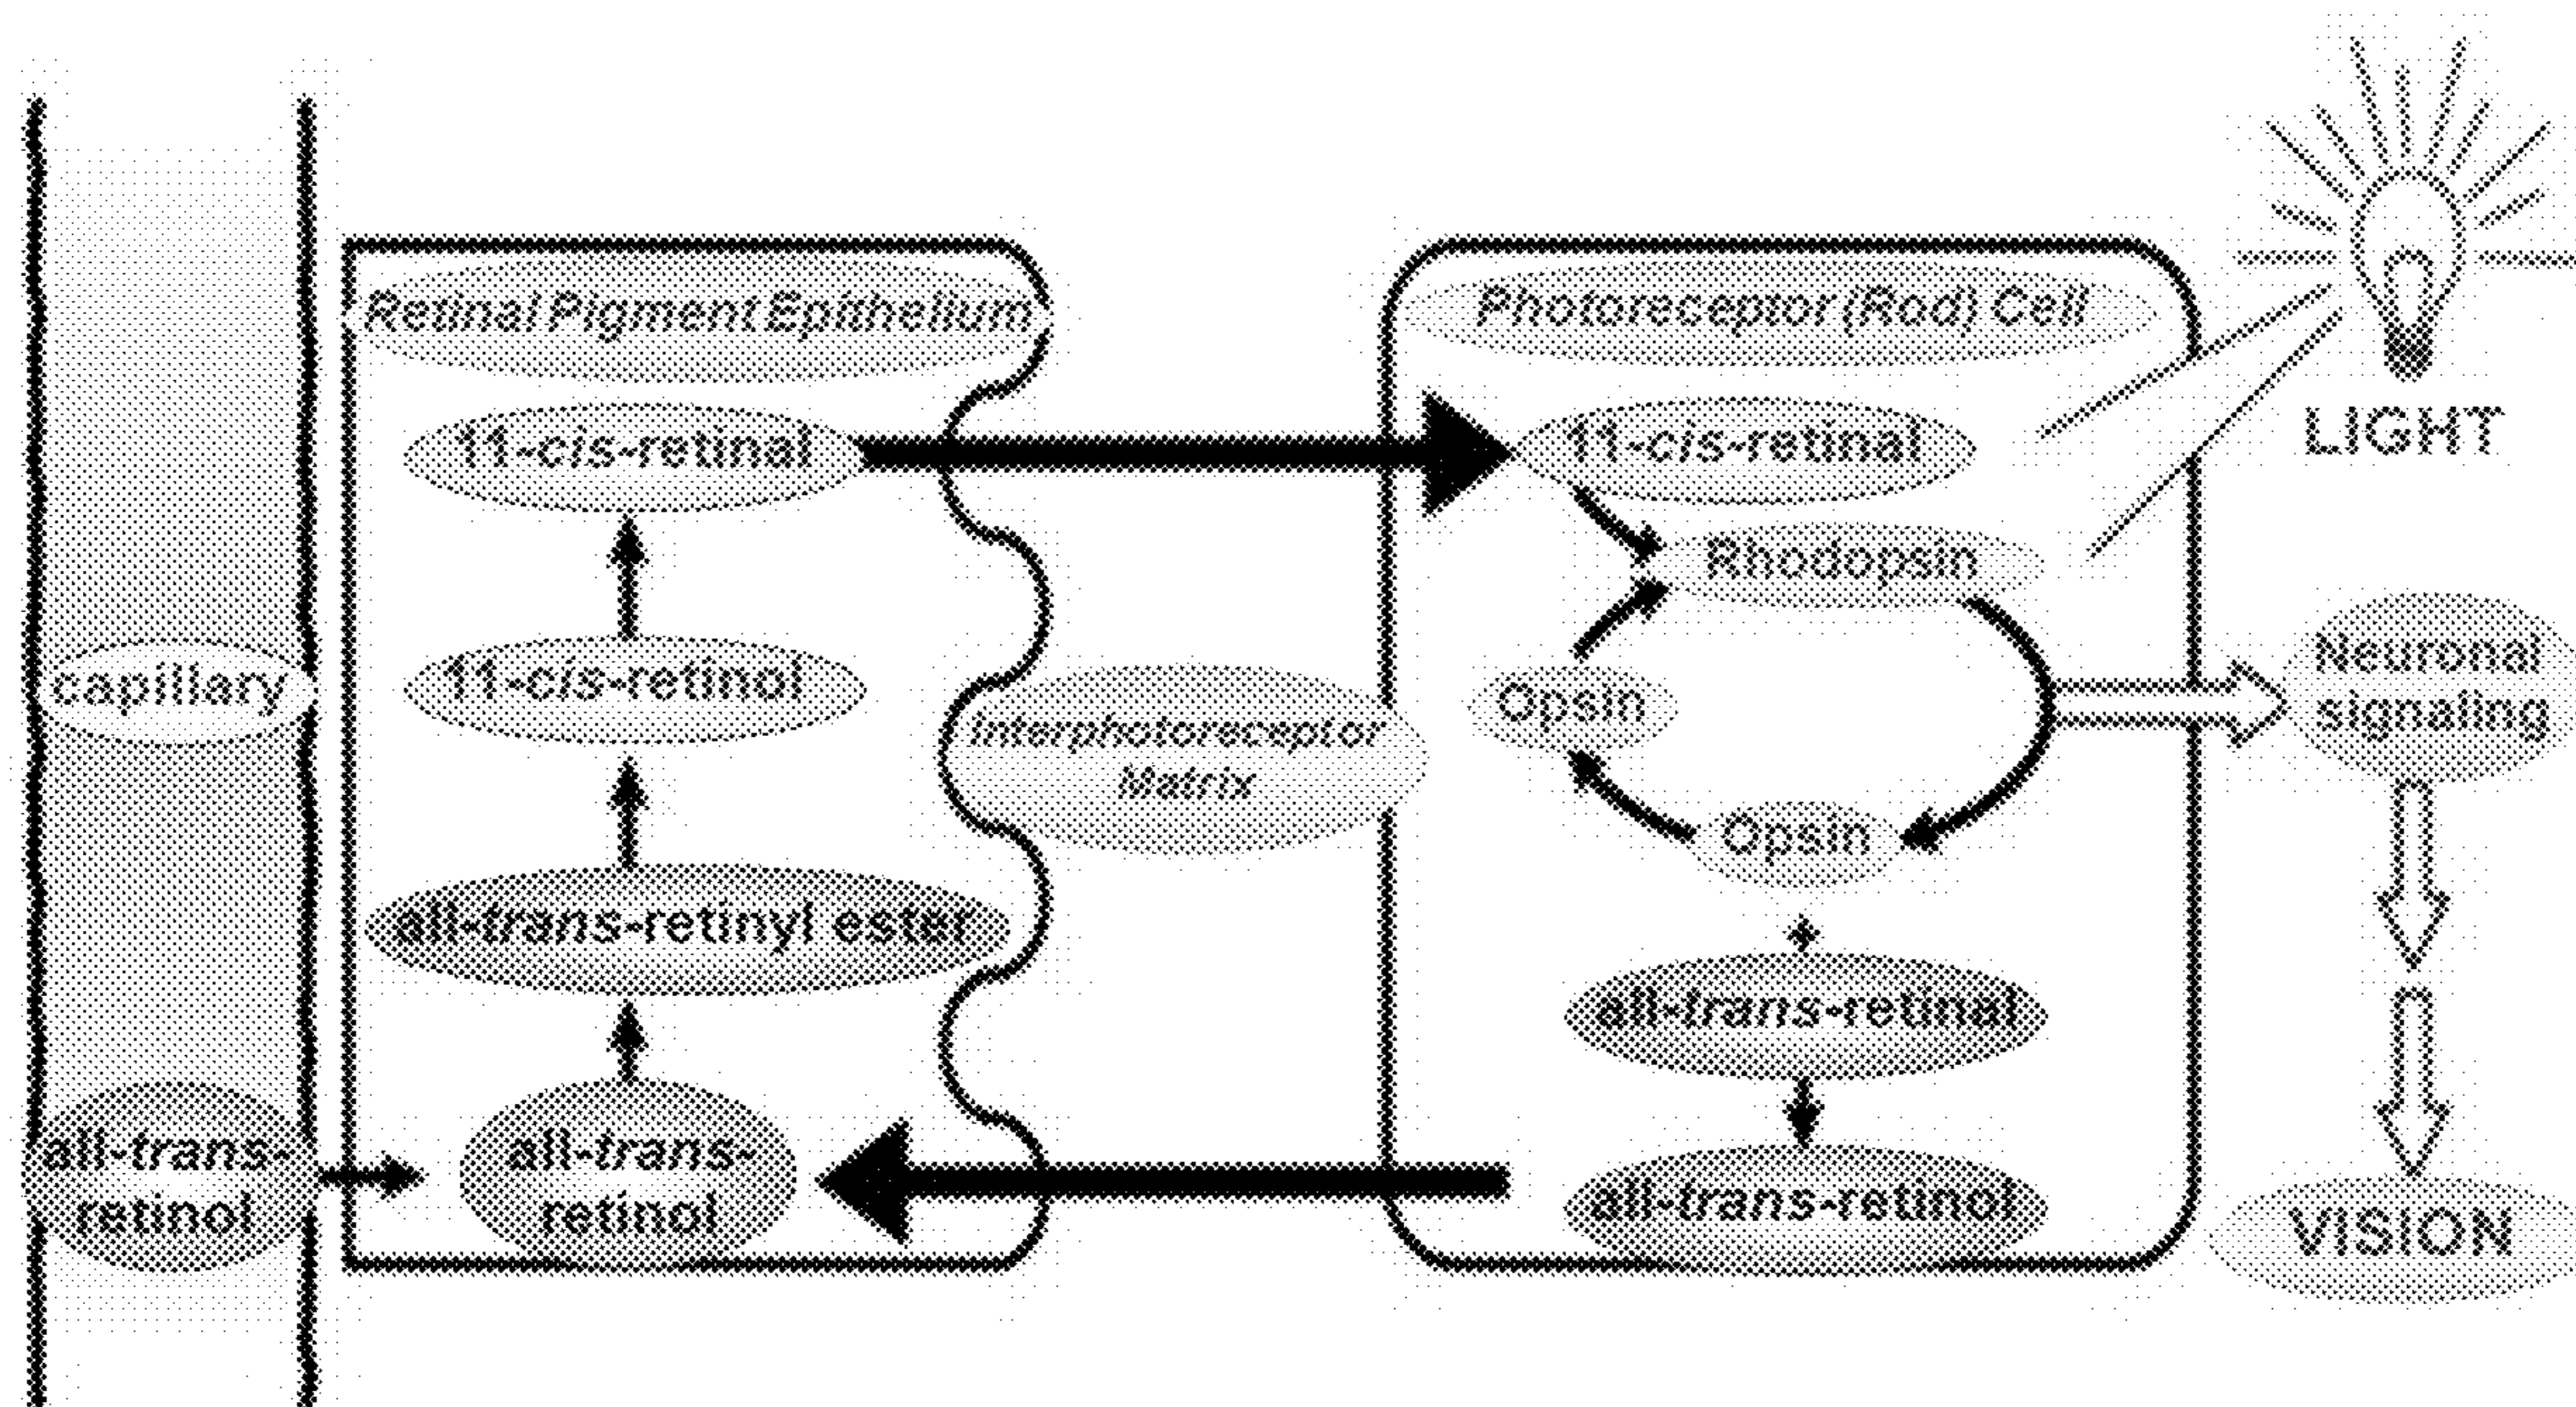 capillary
all-trans-
retinol
Retinal Pigment Epithelium
11-cis-retinal
11-cis-retinol
all-trans-retinyl ester
all-trans-
retinol
Interphotoreceptor
Matrix
Photoreceptor (Rod) Cell
11-cis-retinal
Rhodopsin
Opsin
Opsin
+
all-trans-retinal
all-trans-retinol
LIGHT
Neuronal
signaling
VISION